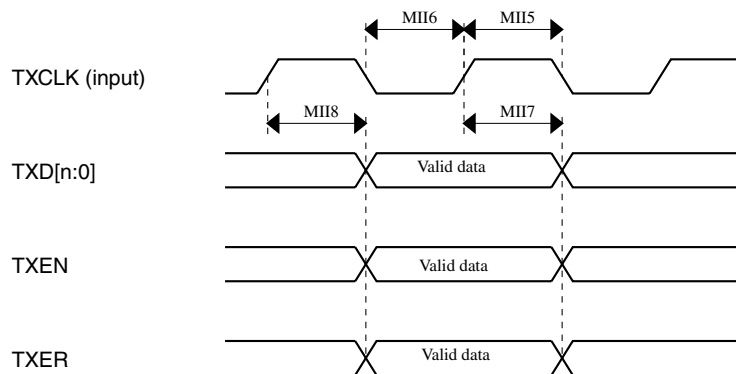 MII6 MII5
TXCLK (input)
MII8 MII7
TXD[n:0] Valid data
TXEN Valid data
TXER Valid data